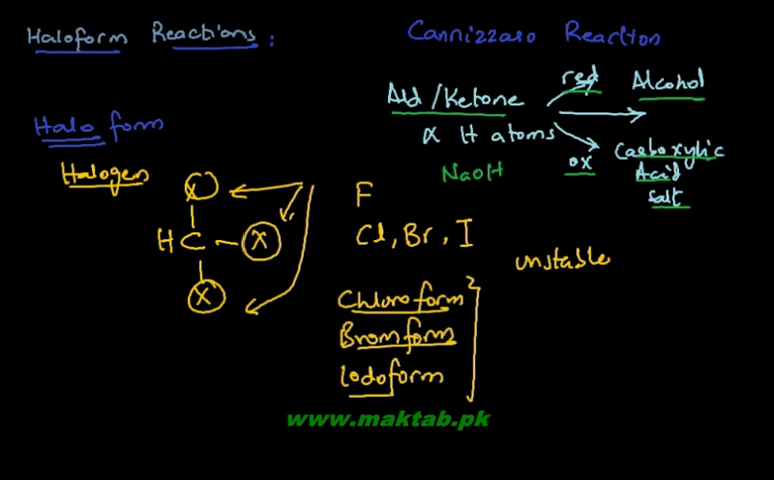 Haloform Reactions :
Cannizzaro Reaction
red Alcohol
Ald / Ketone
α H atoms
ox Carboxylic
Acid
Salt
NaOH
Halo form
Halogen
X
H C - X
X
F
Cl, Br, I
unstable
Chloroform
Bromform
Iodoform
www.maktab.pk